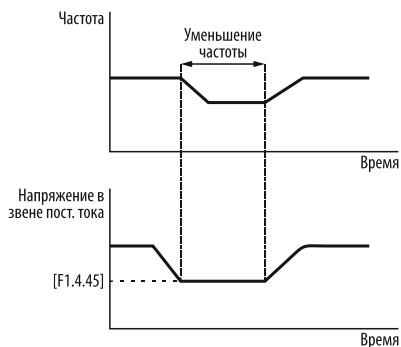 Частота
Уменьшение
частоты
Время
Напряжение в
звене пост. тока
[F1.4.45]
Время